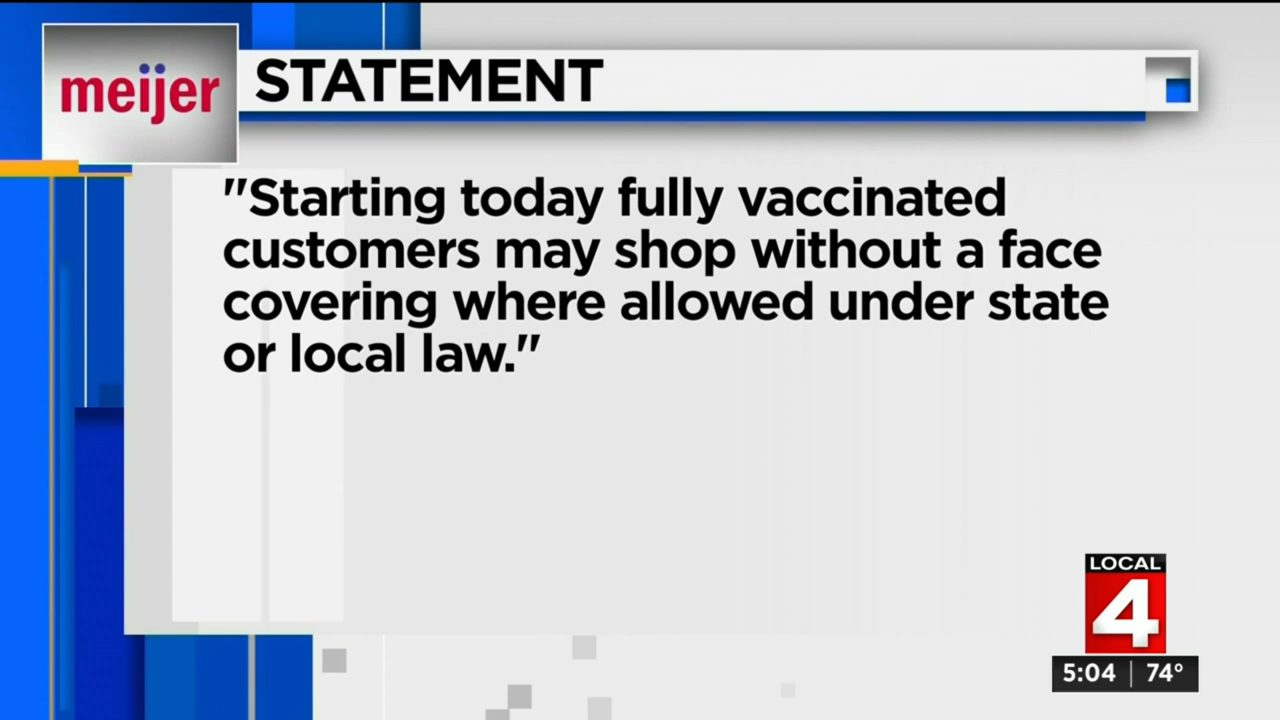 meijer
STATEMENT
"Starting today fully vaccinated
customers may shop without a face
covering where allowed under state
or local law."
LOCAL
4
5:04 | 74°